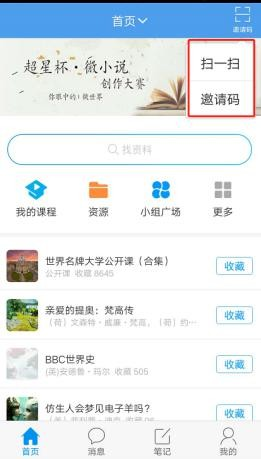 首页
邀请码
扫一扫
邀请码
超星杯·微小说
创作大赛
你眼中的：微世界
找资料
我的课程
资源
小组广场
更多
世界名牌大学公开课（合集）
公开课 收藏 8645
收藏
亲爱的提奥：梵高传
（荷）文森特·威廉·梵高，（荷）约...
收藏
BBC世界史
(英)安德鲁·玛尔 收藏 505
收藏
仿生人会梦见电子羊吗？
收藏
首页
消息
笔记
我的